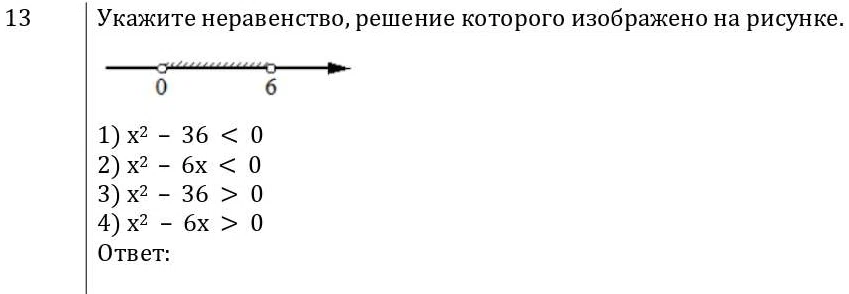 13 Укажите неравенство, решение которого изображено на рисунке.
0 6
1) x² – 36 < 0
2) x² – 6x < 0
3) x² – 36 > 0
4) x² – 6x > 0
Ответ: